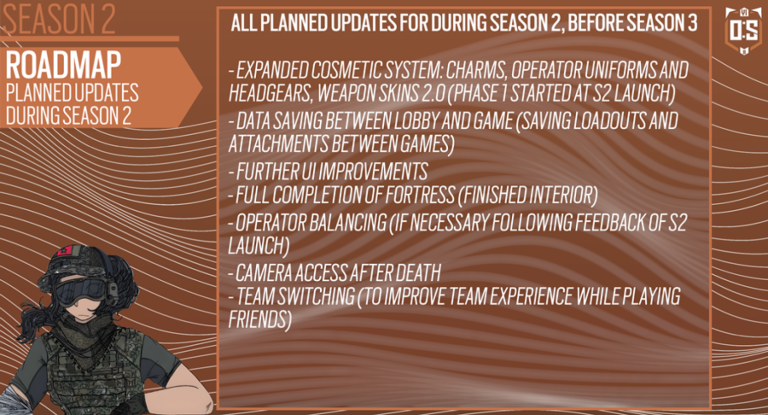 SEASON 2
ROADMAP
PLANNED UPDATES
DURING SEASON 2
ALL PLANNED UPDATES FOR DURING SEASON 2, BEFORE SEASON 3
- EXPANDED COSMETIC SYSTEM: CHARMS, OPERATOR UNIFORMS AND
HEADGEARS, WEAPON SKINS 2.0 (PHASE 1 STARTED AT S2 LAUNCH)
- DATA SAVING BETWEEN LOBBY AND GAME (SAVING LOADOUTS AND
ATTACHMENTS BETWEEN GAMES)
- FURTHER UI IMPROVEMENTS
- FULL COMPLETION OF FORTRESS (FINISHED INTERIOR)
- OPERATOR BALANCING (IF NECESSARY FOLLOWING FEEDBACK OF S2
LAUNCH)
- CAMERA ACCESS AFTER DEATH
- TEAM SWITCHING (TO IMPROVE TEAM EXPERIENCE WHILE PLAYING
FRIENDS)
VI
O:S